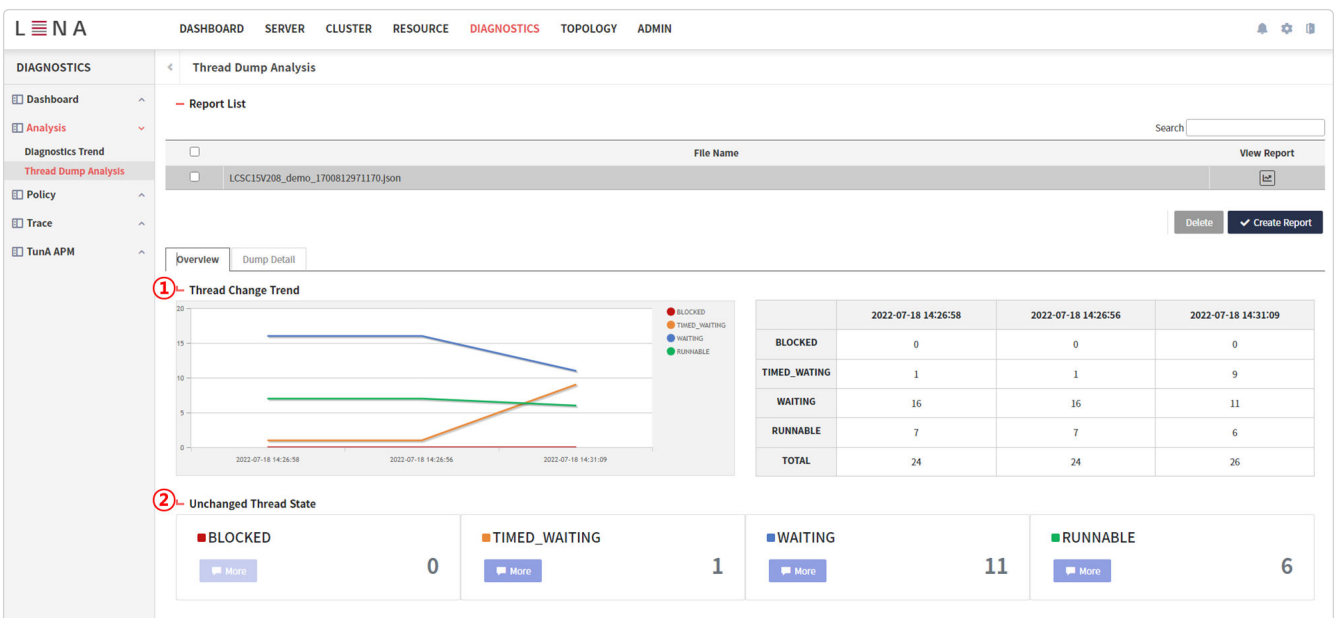 LENA
DASHBOARD SERVER CLUSTER RESOURCE DIAGNOSTICS TOPOLOGY ADMIN
DIAGNOSTICS
Dashboard
Analysis
Diagnostics Trend
Thread Dump Analysis
Policy
Trace
TunA APM
Thread Dump Analysis
Report List
Search
File Name View Report
LCSC15V208_demo_1700812971170.json
Delete Create Report
Overview Dump Detail
① Thread Change Trend
20
15
10
5
0
2022-07-18 14:26:58 2022-07-18 14:26:56 2022-07-18 14:31:09
BLOCKED
TIMED_WAITING
WAITING
RUNNABLE
2022-07-18 14:26:58 2022-07-18 14:26:56 2022-07-18 14:31:09
BLOCKED 0 0 0
TIMED_WATING 1 1 9
WAITING 16 16 11
RUNNABLE 7 7 6
TOTAL 24 24 26
② Unchanged Thread State
BLOCKED
More 0
TIMED_WAITING
More 1
WAITING
More 11
RUNNABLE
More 6